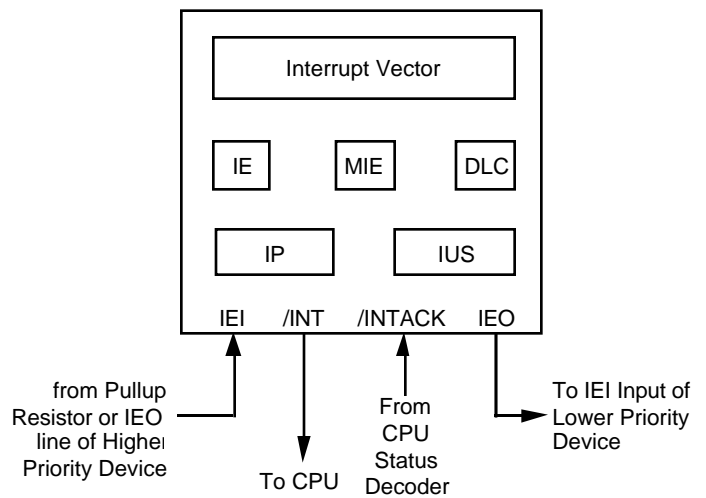 Interrupt Vector
IE MIE DLC
IP IUS
IEI /INT /INTACK IEO
from Pullup
Resistor or IEO
line of Higher
Priority Device
To CPU
From
CPU
Status
Decoder
To IEI Input of
Lower Priority
Device